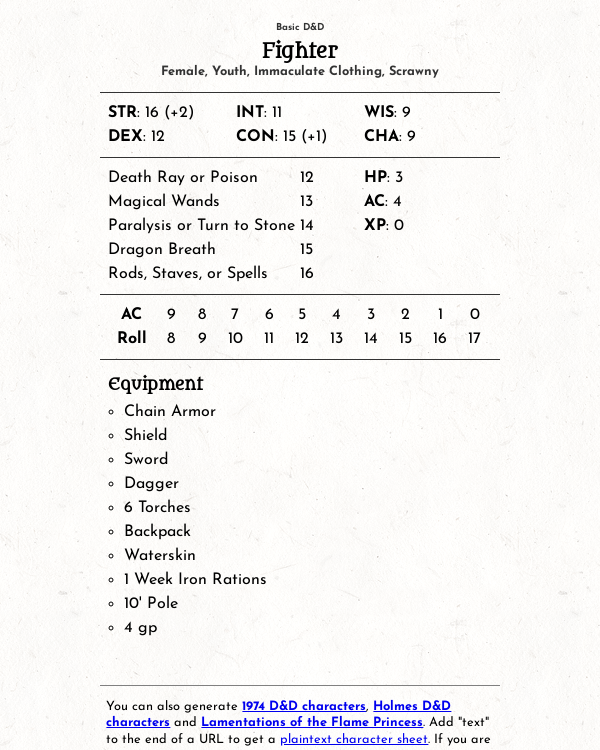 Basic D&D
Fighter
Female, Youth, Immaculate Clothing, Scrawny
STR: 16 (+2) INT: 11 WIS: 9
DEX: 12 CON: 15 (+1) CHA: 9
Death Ray or Poison 12 HP: 3
Magical Wands 13 AC: 4
Paralysis or Turn to Stone 14 XP: 0
Dragon Breath 15
Rods, Staves, or Spells 16
AC 9 8 7 6 5 4 3 2 1 0
Roll 8 9 10 11 12 13 14 15 16 17
Equipment
Chain Armor
Shield
Sword
Dagger
6 Torches
Backpack
Waterskin
1 Week Iron Rations
10' Pole
4 gp
You can also generate 1974 D&D characters, Holmes D&D
characters and Lamentations of the Flame Princess. Add "text"
to the end of a URL to get a plaintext character sheet. If you are